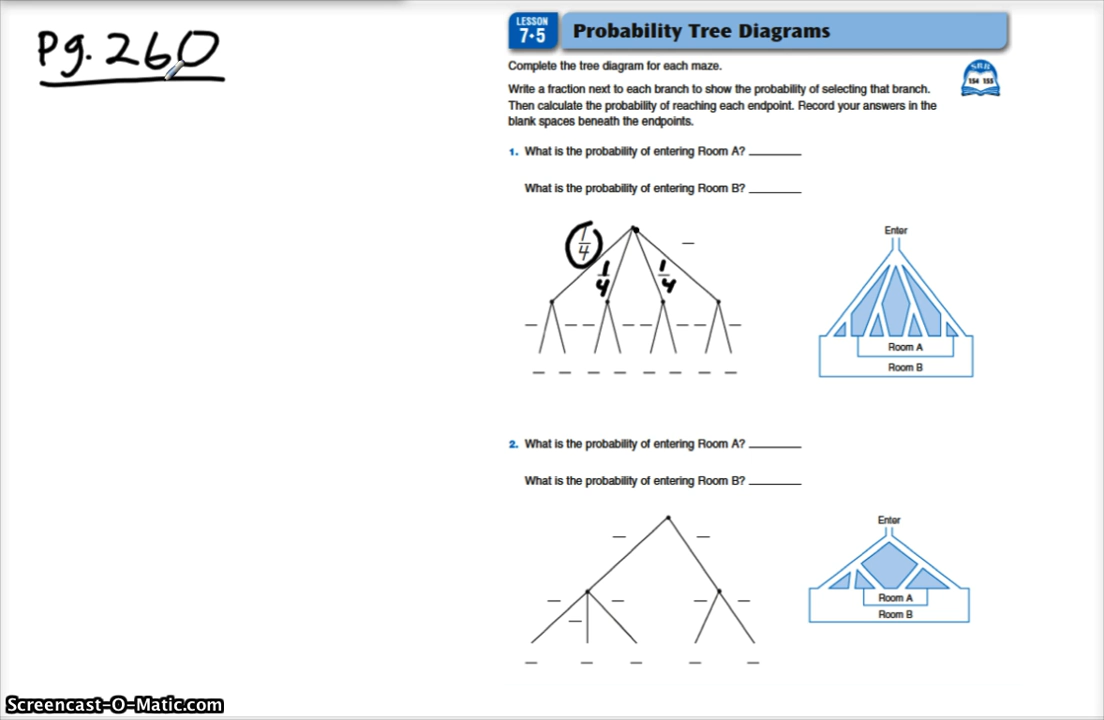 Pg. 260
LESSON
7•5
Probability Tree Diagrams
Complete the tree diagram for each maze.
SRB
154 155
Write a fraction next to each branch to show the probability of selecting that branch.
Then calculate the probability of reaching each endpoint. Record your answers in the
blank spaces beneath the endpoints.
1. What is the probability of entering Room A? ________
What is the probability of entering Room B? ________
1/4
1/4
1/4
Enter
Room A
Room B
2. What is the probability of entering Room A? ________
What is the probability of entering Room B? ________
Enter
Room A
Room B
Screencast-O-Matic.com